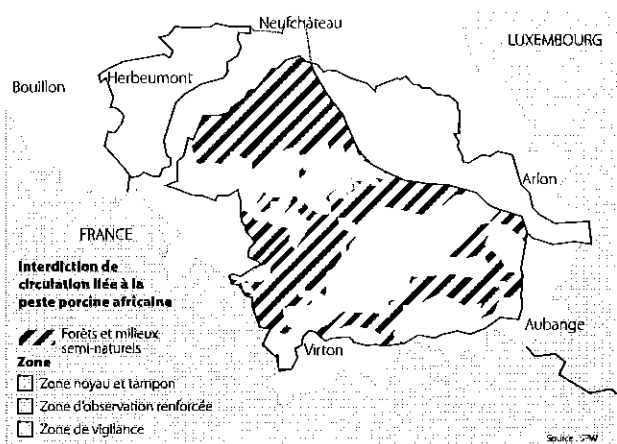 Neufchâteau
LUXEMBOURG
Bouillon
Herbeumont
Arlon
FRANCE
Interdiction de
circulation liée à la
peste porcine africaine
Forêts et milieux
semi-naturels
Aubange
Virton
Zone
Zone noyau et tampon
Zone d'observation renforcée
Zone de vigilance
Source : SPW